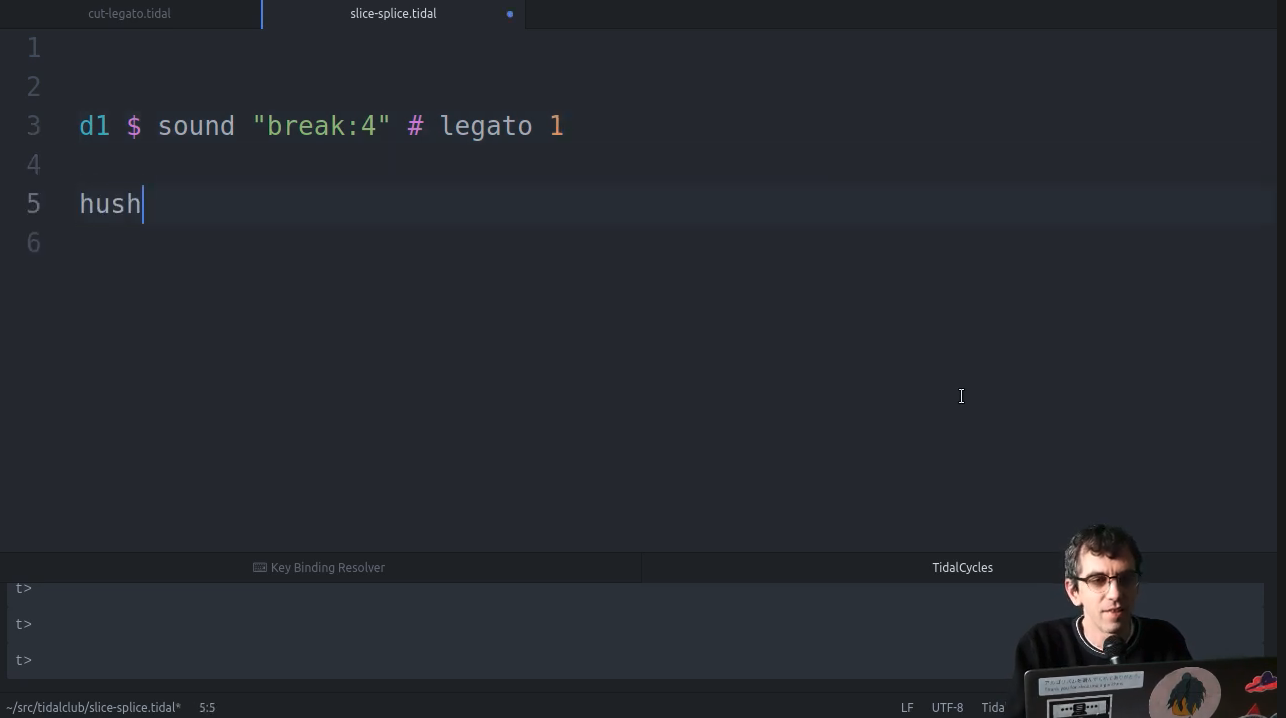 cut-legato.tidal
slice-splice.tidal
1
2
3 d1 $ sound "break:4" # legato 1
4
5 hush
6
Key Binding Resolver
TidalCycles
t>
t>
t>
~/src/tidalclub/slice-splice.tidal* 5:5 LF UTF-8 Tida